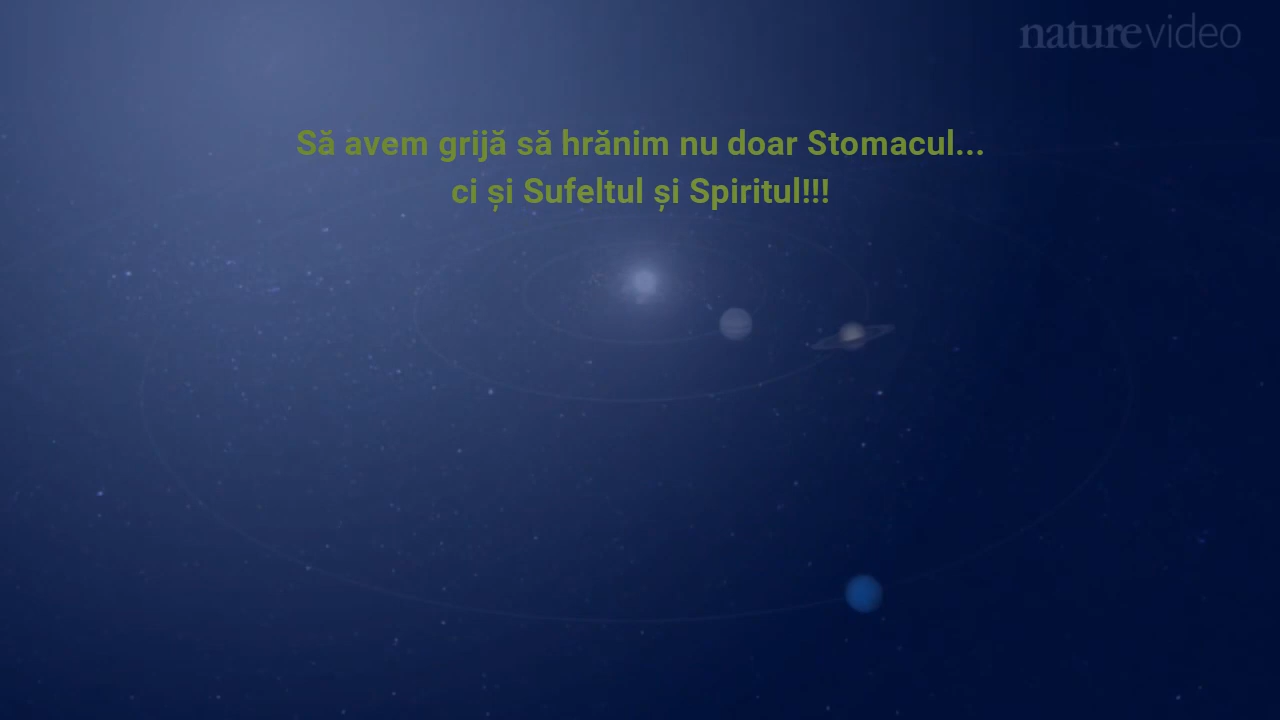 naturevideo
Să avem grijă să hrănim nu doar Stomacul...
ci și Sufeltul și Spiritul!!!